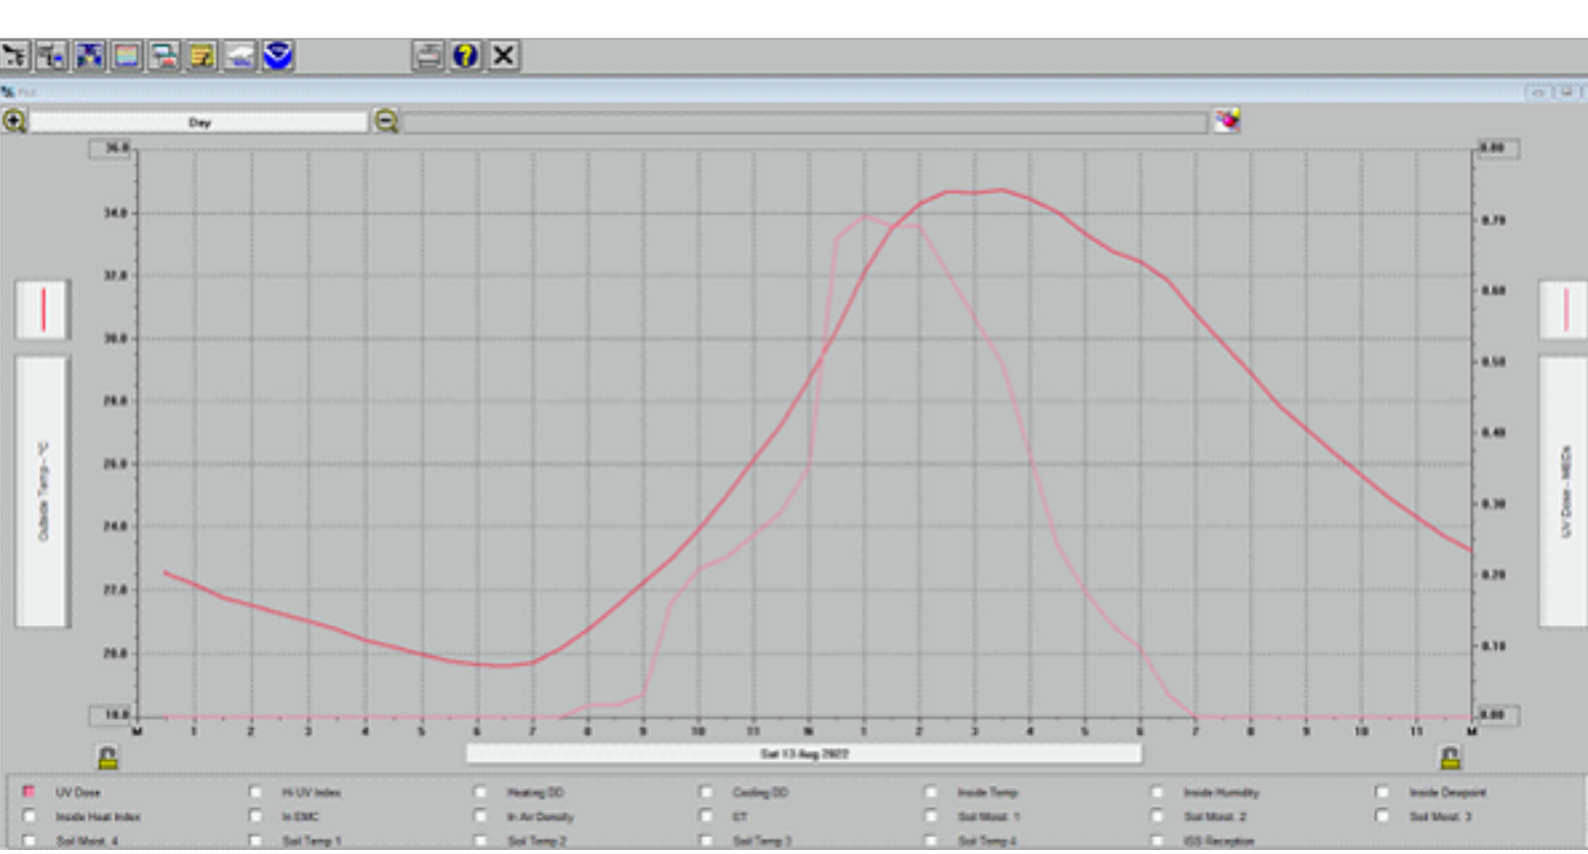 Plot
Day
36.0
0.80
34.0
0.70
32.0
0.60
30.0
0.50
28.0
0.40
26.0
0.30
24.0
0.20
22.0
0.10
20.0
18.0
0.00
Outside Temp - °C
UV Dose - MEDs
M 1 2 3 4 5 6 7 8 9 10 11 N 1 2 3 4 5 6 7 8 9 10 11 M
Sat 13 Aug 2022
UV Dose Hi UV Index Heating DD Cooling DD Inside Temp Inside Humidity Inside Dewpoint
Inside Heat Index In EMC In Air Density ET Soil Moist. 1 Soil Moist. 2 Soil Moist. 3
Soil Moist. 4 Soil Temp 1 Soil Temp 2 Soil Temp 3 Soil Temp 4 ISS Reception